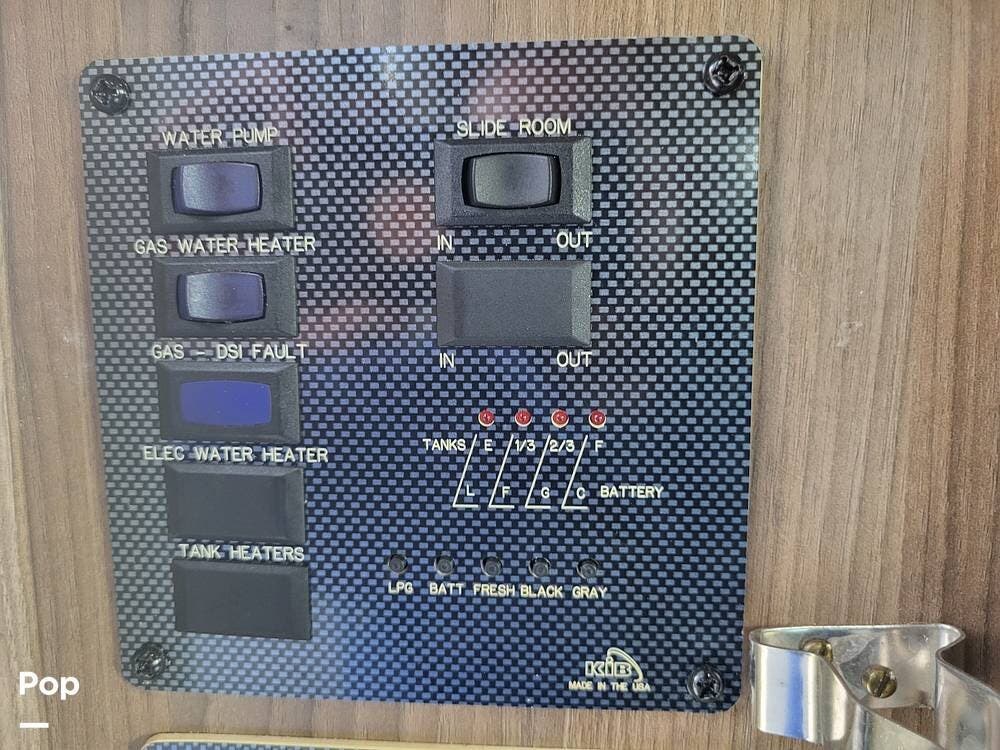 WATER PUMP
SLIDE ROOM
GAS WATER HEATER
IN OUT
GAS - DSI FAULT
IN OUT
TANKS E 1/3 2/3 F
ELEC WATER HEATER
L F G C BATTERY
TANK HEATERS
LPG BATT FRESH BLACK GRAY
KIB
MADE IN THE USA
Pop